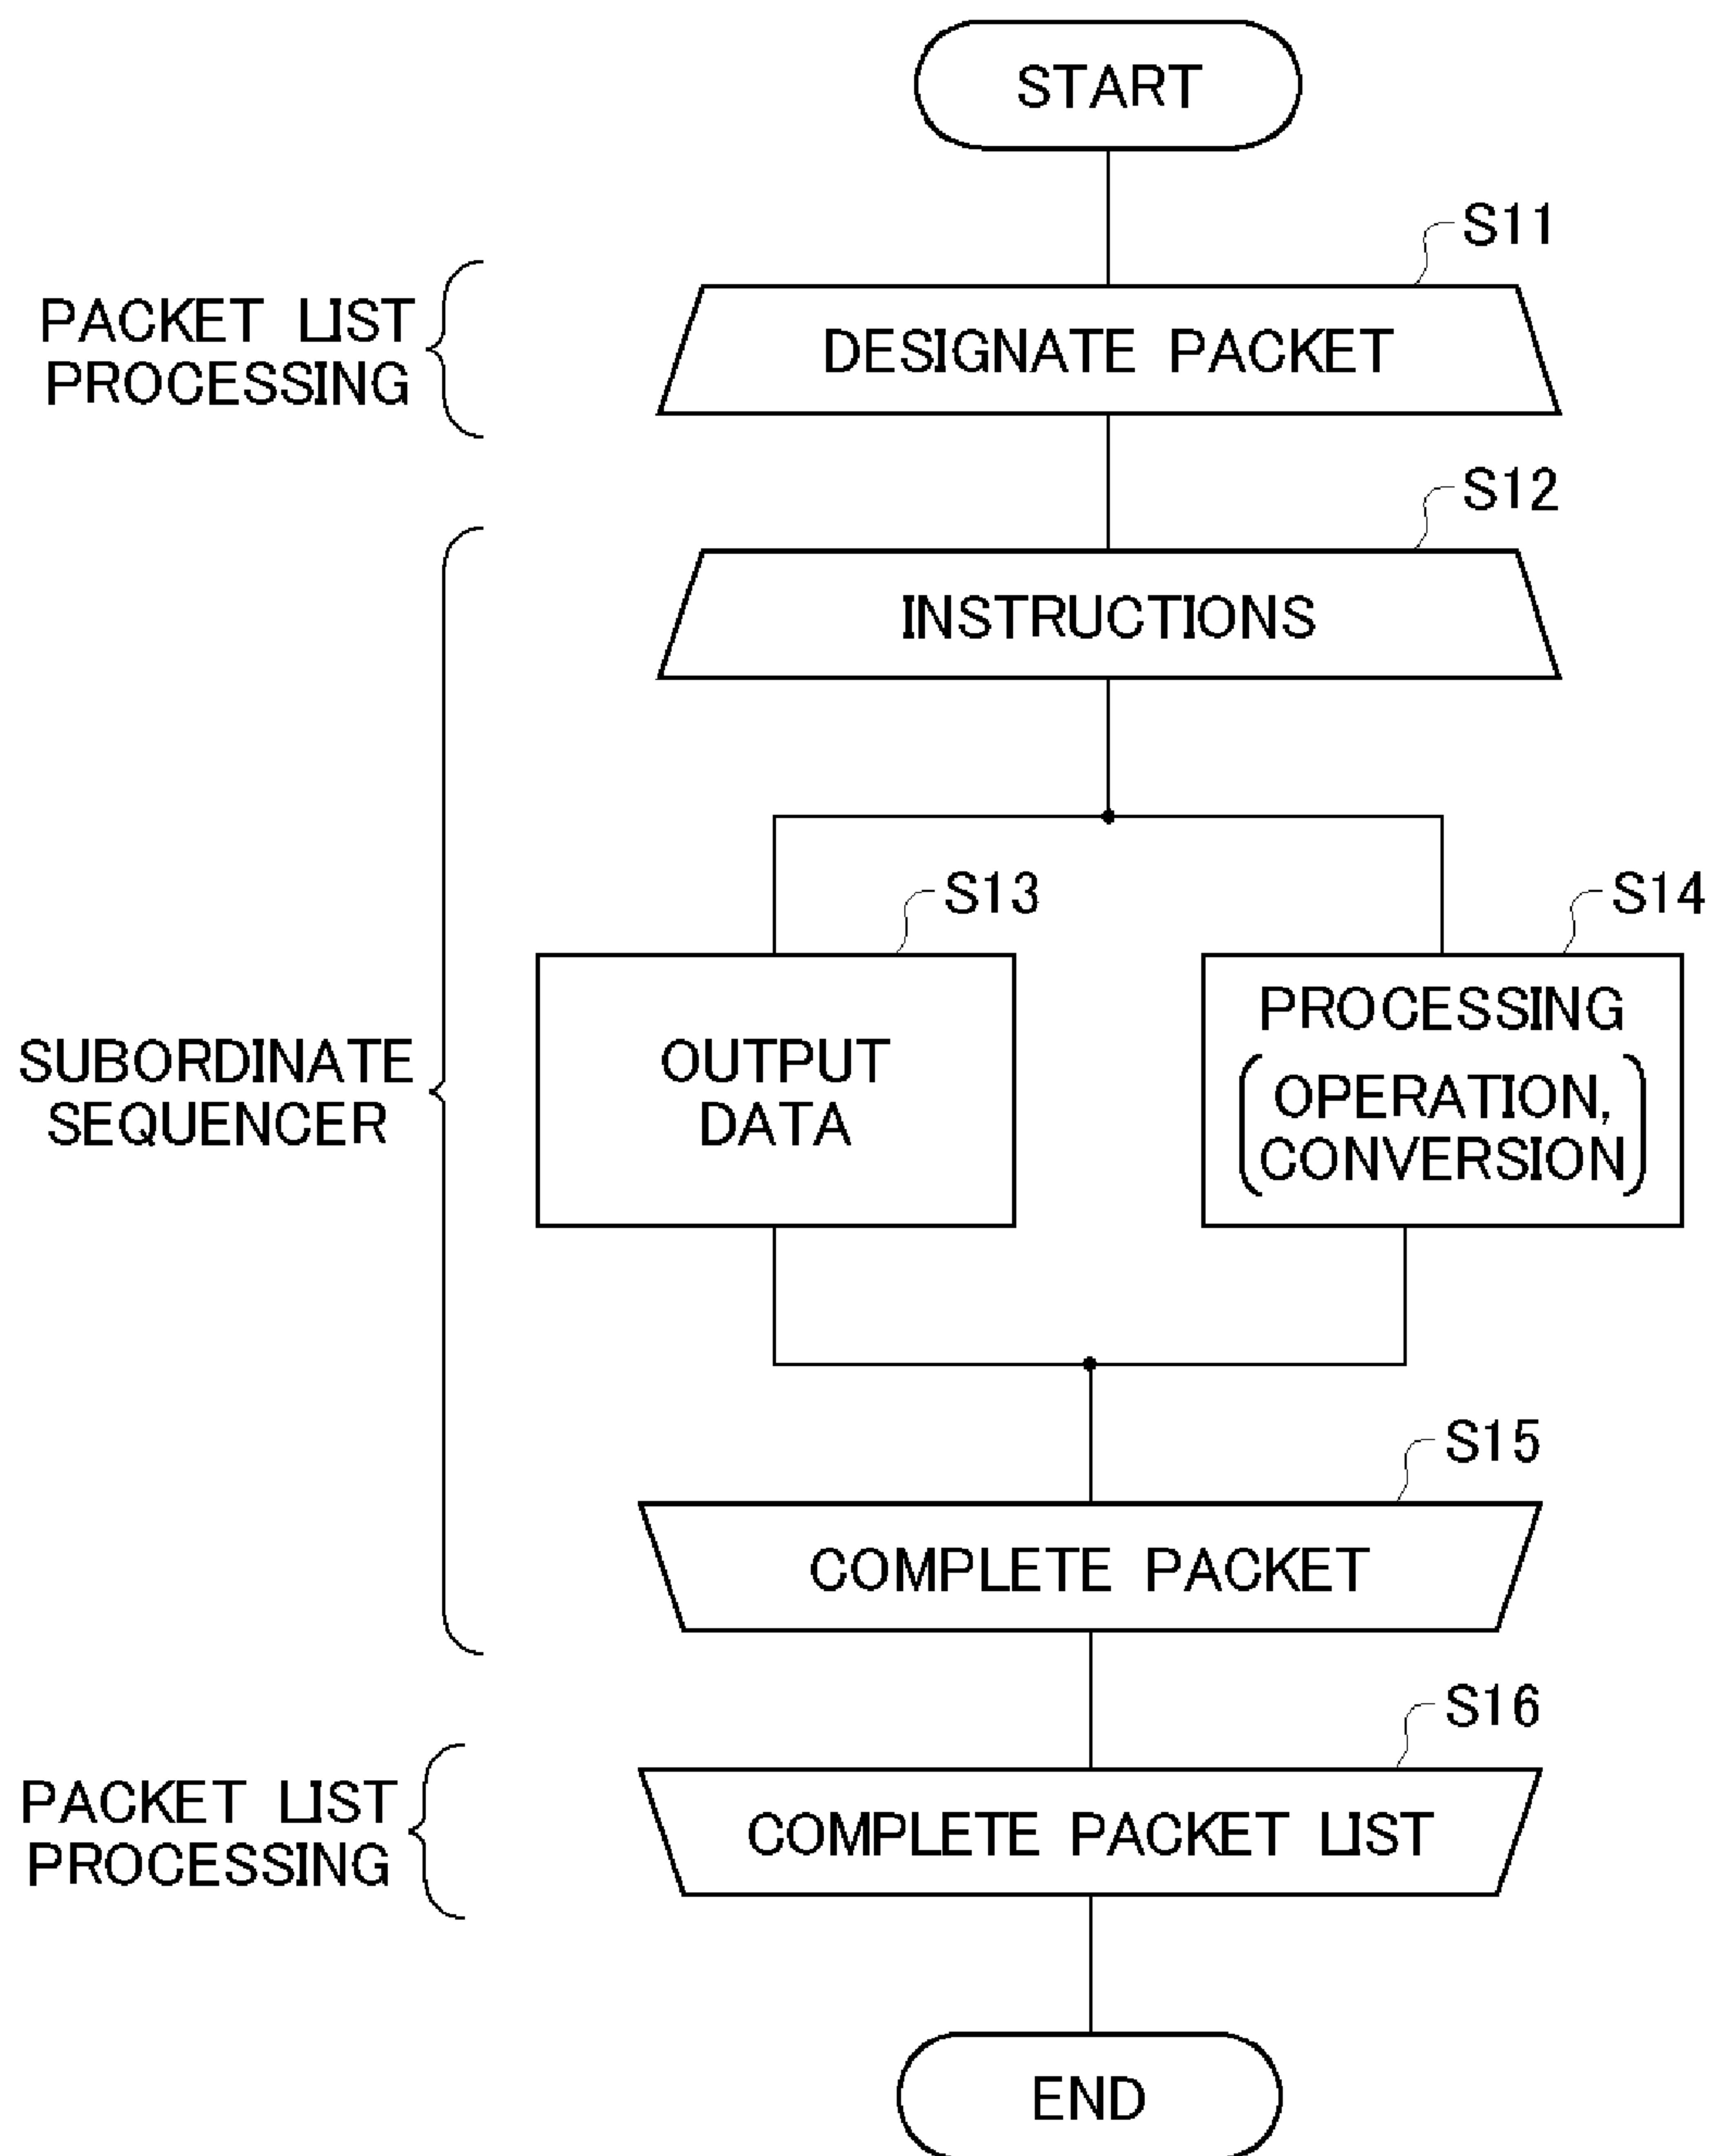 START
S11
PACKET LIST
PROCESSING
DESIGNATE PACKET
S12
INSTRUCTIONS
S13
S14
SUBORDINATE
SEQUENCER
OUTPUT
DATA
PROCESSING
(OPERATION,
CONVERSION)
S15
COMPLETE PACKET
S16
PACKET LIST
PROCESSING
COMPLETE PACKET LIST
END